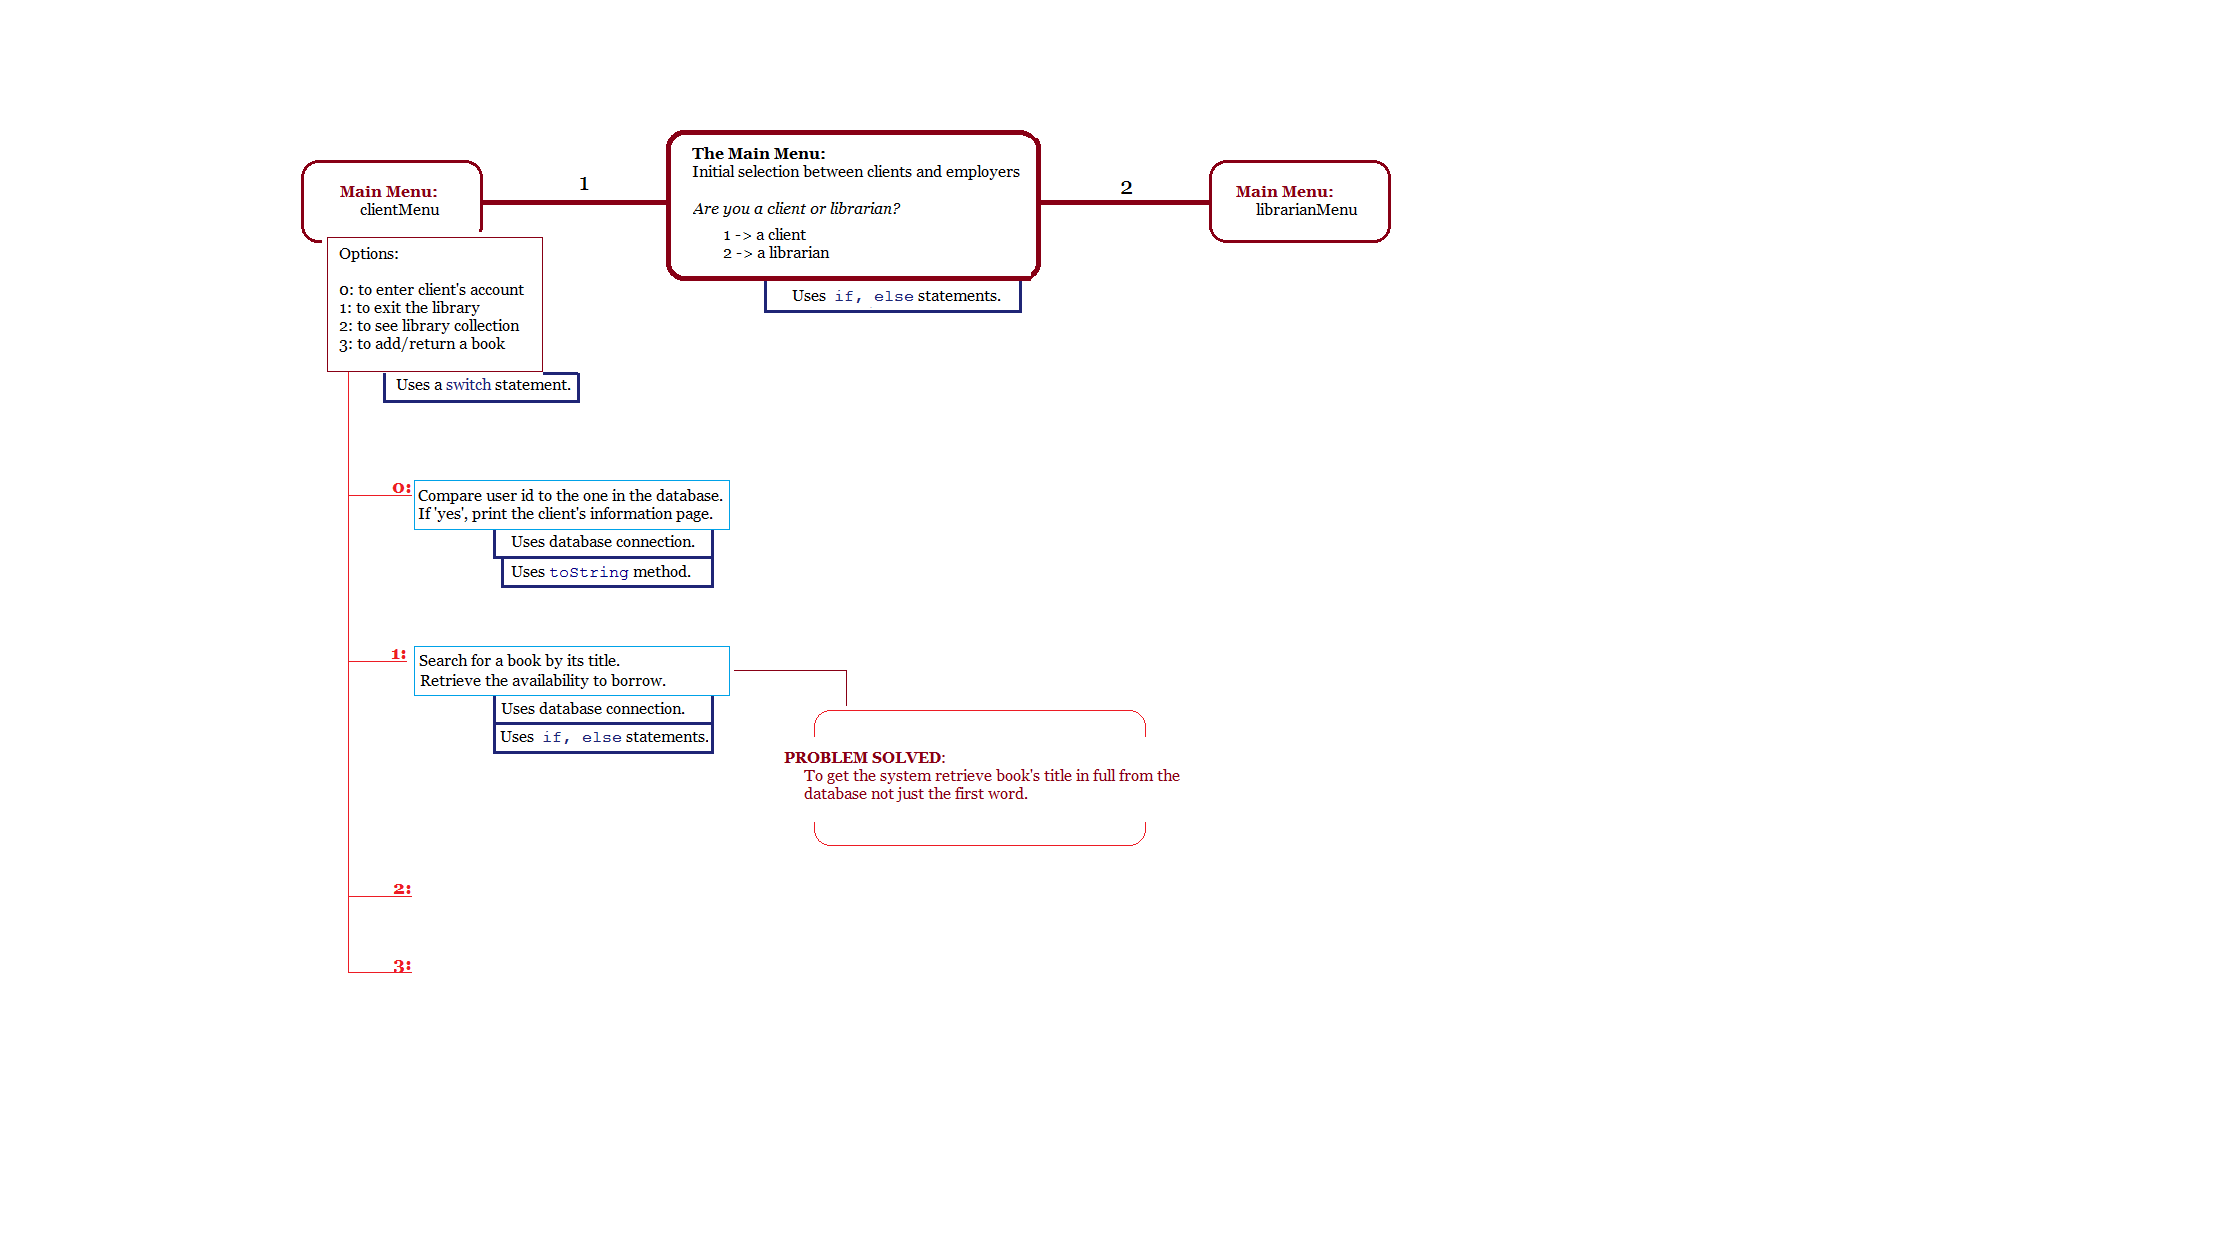 The Main Menu:
Initial selection between clients and employers
Are you a client or librarian?
1 -> a client
2 -> a librarian
Uses if, else statements.
1
2
Main Menu:
clientMenu
Main Menu:
librarianMenu
Options:
0: to enter client's account
1: to exit the library
2: to see library collection
3: to add/return a book
Uses a switch statement.
0:
Compare user id to the one in the database.
If 'yes', print the client's information page.
Uses database connection.
Uses toString method.
1:
Search for a book by its title.
Retrieve the availability to borrow.
Uses database connection.
Uses if, else statements.
PROBLEM SOLVED:
To get the system retrieve book's title in full from the
database not just the first word.
2:
3: